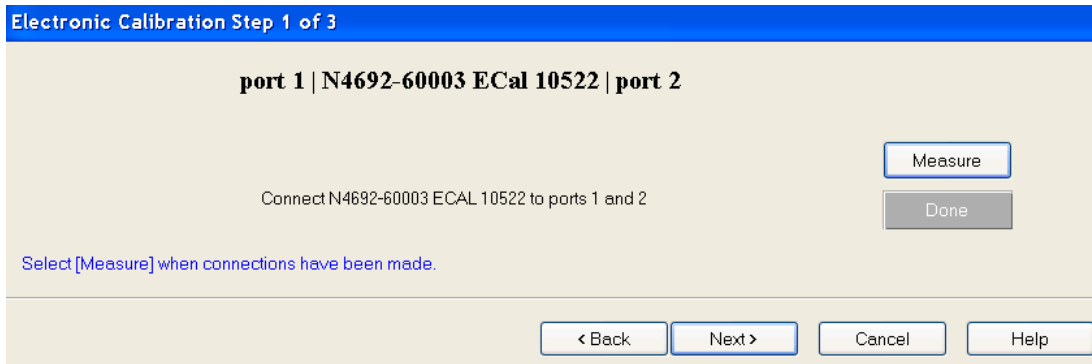 Electronic Calibration Step 1 of 3
port 1 | N4692-60003 ECal 10522 | port 2
Measure
Connect N4692-60003 ECAL 10522 to ports 1 and 2
Done
Select [Measure] when connections have been made.
< Back Next > Cancel Help